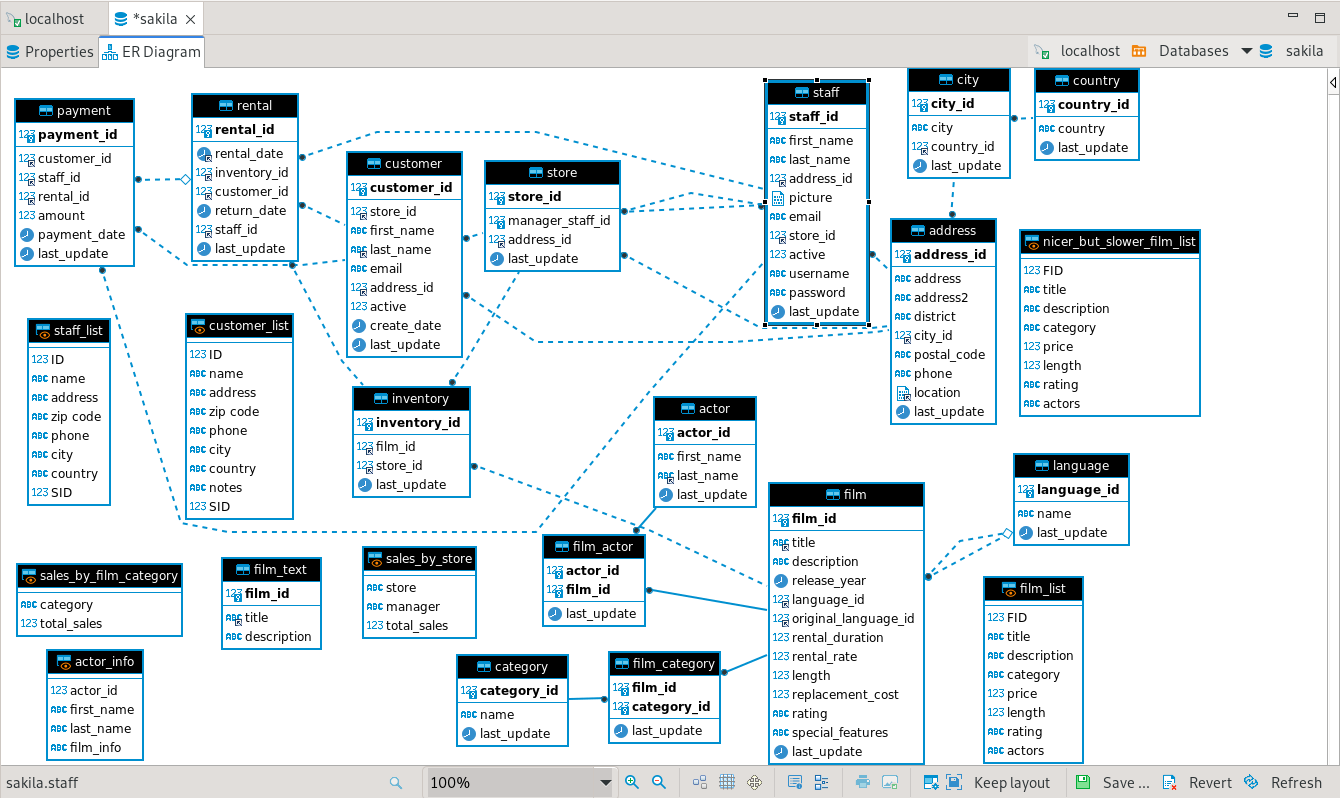 localhost
*sakila
Properties
ER Diagram
localhost
Databases
sakila
payment
payment_id
customer_id
staff_id
rental_id
amount
payment_date
last_update
rental
rental_id
rental_date
inventory_id
customer_id
return_date
staff_id
last_update
customer
customer_id
store_id
first_name
last_name
email
address_id
active
create_date
last_update
store
store_id
manager_staff_id
address_id
last_update
staff
staff_id
first_name
last_name
address_id
picture
email
store_id
active
username
password
last_update
city
city_id
city
country_id
last_update
country
country_id
country
last_update
address
address_id
address
address2
district
city_id
postal_code
phone
location
last_update
nicer_but_slower_film_list
FID
title
description
category
price
length
rating
actors
staff_list
ID
name
address
zip code
phone
city
country
SID
customer_list
ID
name
address
zip code
phone
city
country
notes
SID
inventory
inventory_id
film_id
store_id
last_update
actor
actor_id
first_name
last_name
last_update
film
film_id
title
description
release_year
language_id
original_language_id
rental_duration
rental_rate
length
replacement_cost
rating
special_features
last_update
language
language_id
name
last_update
film_actor
actor_id
film_id
last_update
sales_by_film_category
category
total_sales
film_text
film_id
title
description
sales_by_store
store
manager
total_sales
film_list
FID
title
description
category
price
length
rating
actors
actor_info
actor_id
first_name
last_name
film_info
category
category_id
name
last_update
film_category
film_id
category_id
last_update
sakila.staff
100%
Keep layout
Save ...
Revert
Refresh